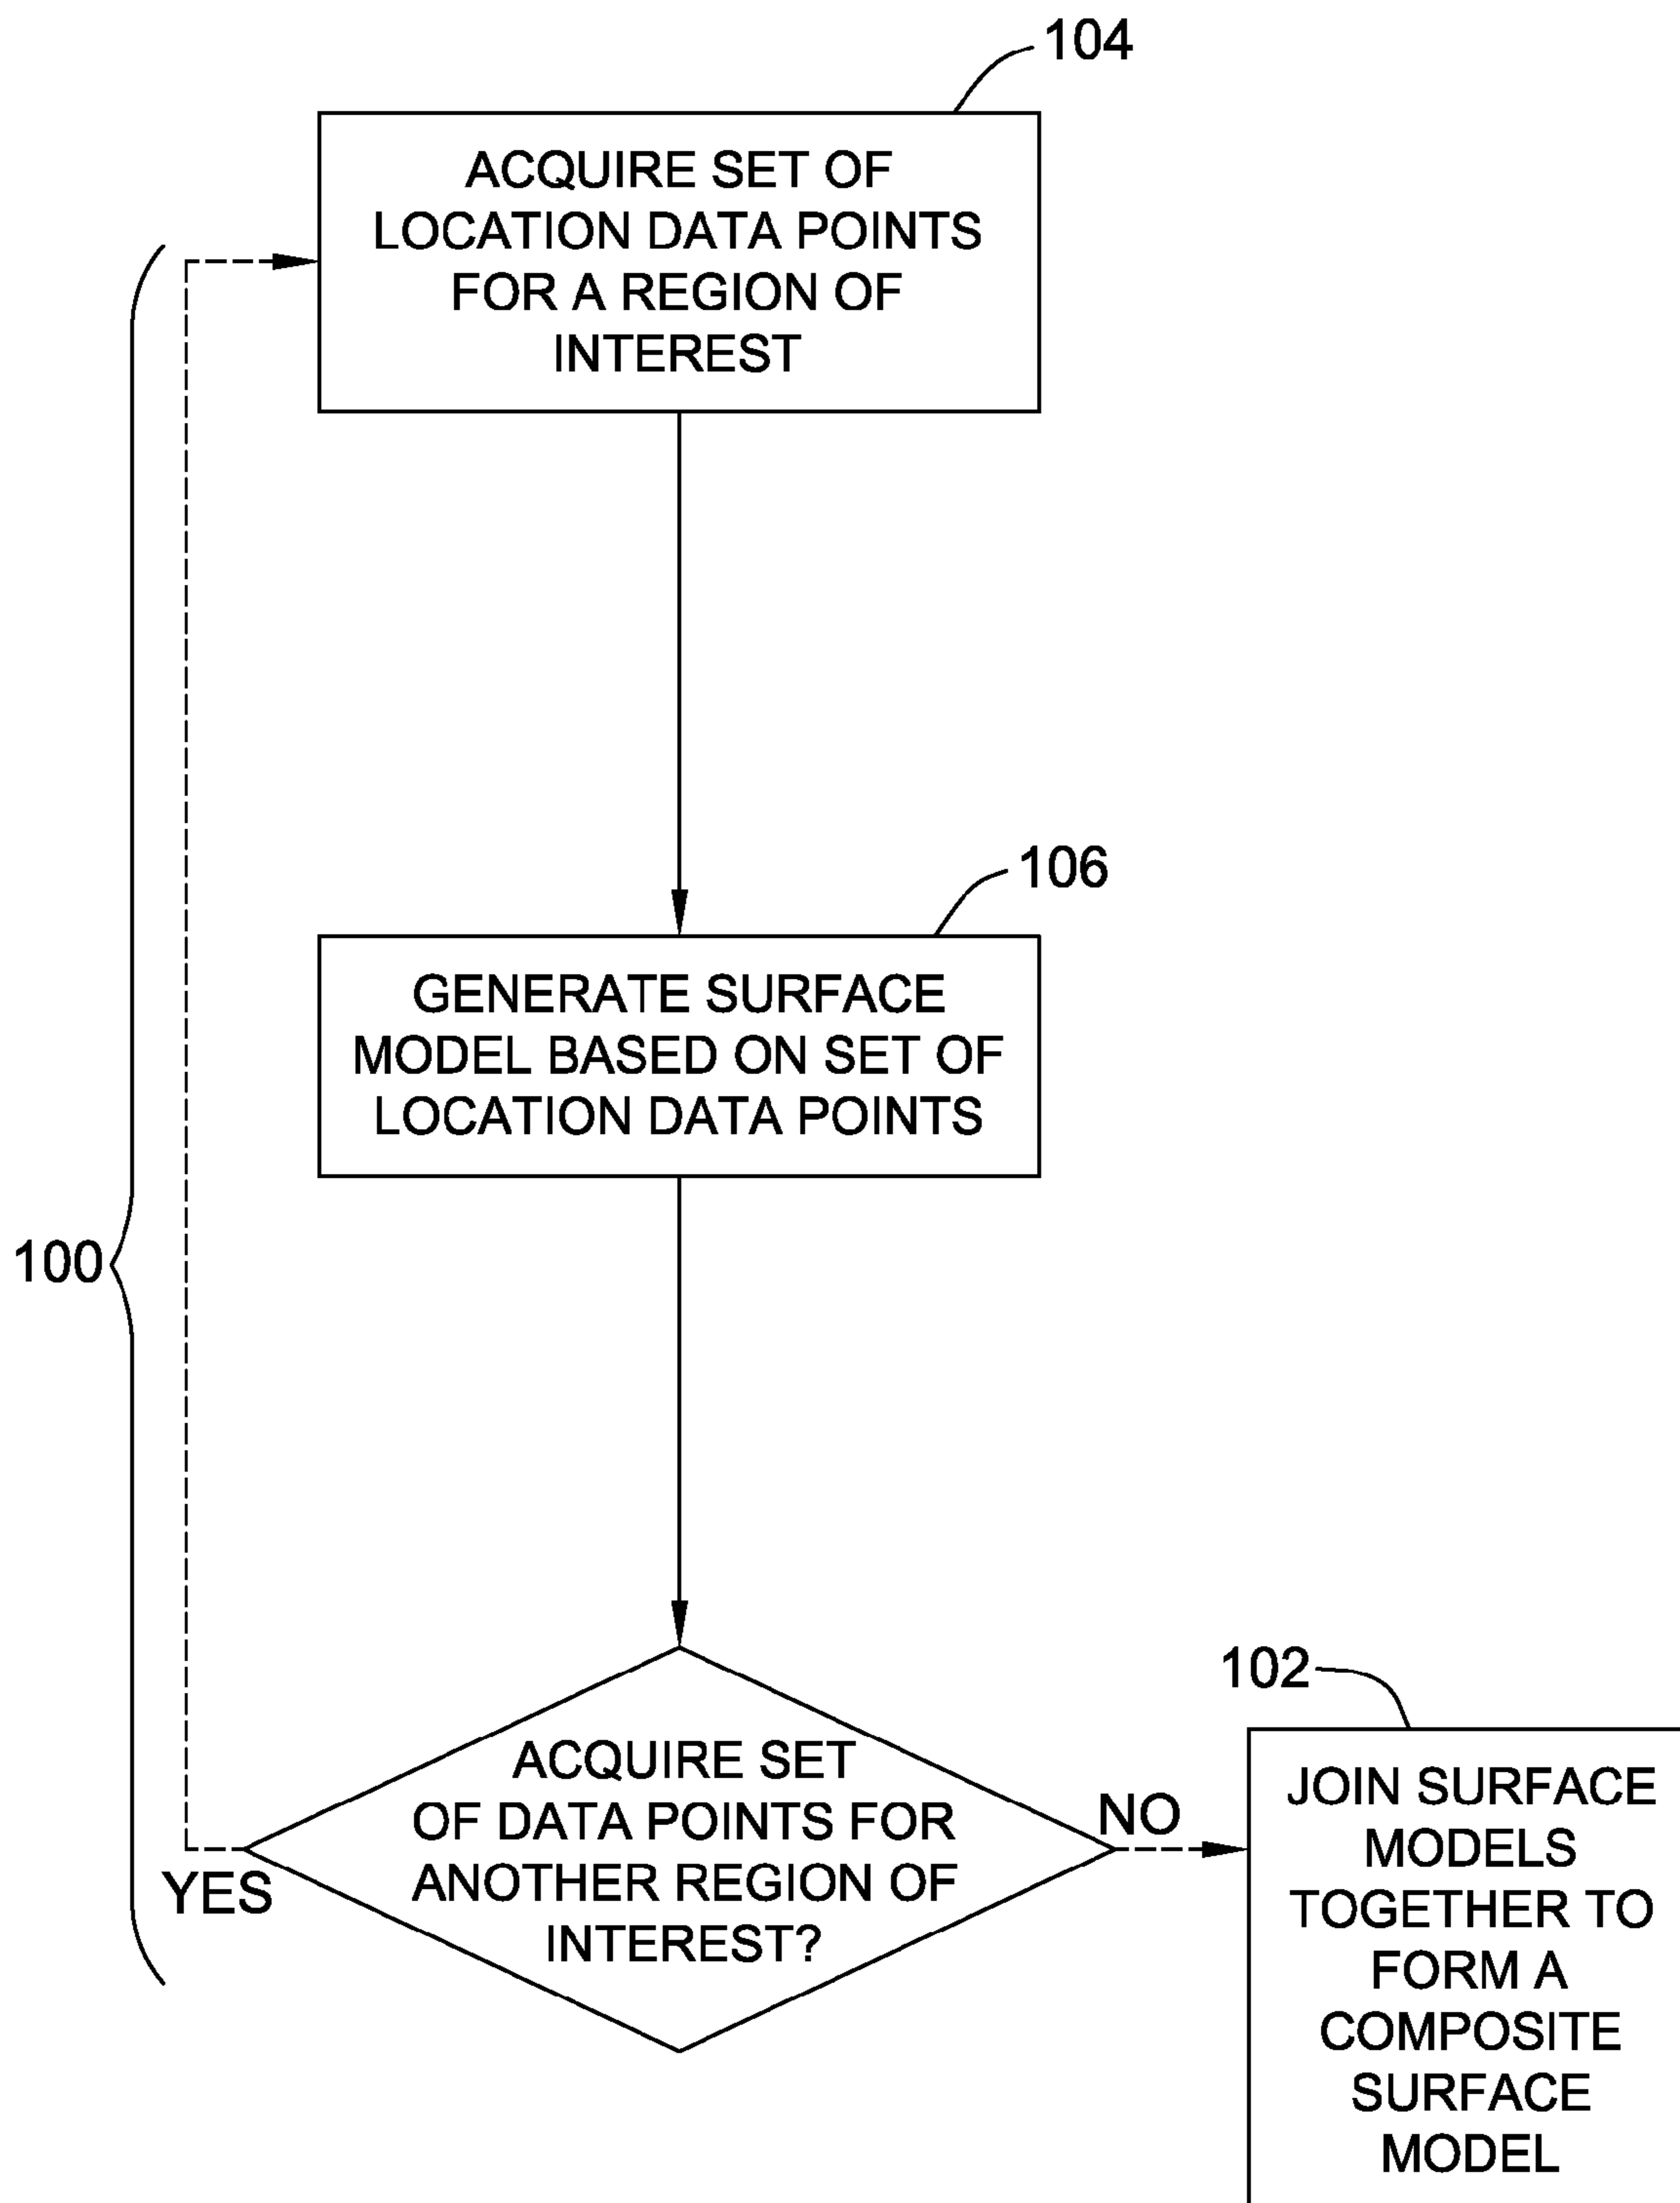 104
ACQUIRE SET OF
LOCATION DATA POINTS
FOR A REGION OF
INTEREST
106
GENERATE SURFACE
MODEL BASED ON SET OF
LOCATION DATA POINTS
100
102
ACQUIRE SET
OF DATA POINTS FOR
ANOTHER REGION OF
INTEREST?
YES
NO
JOIN SURFACE
MODELS
TOGETHER TO
FORM A
COMPOSITE
SURFACE
MODEL